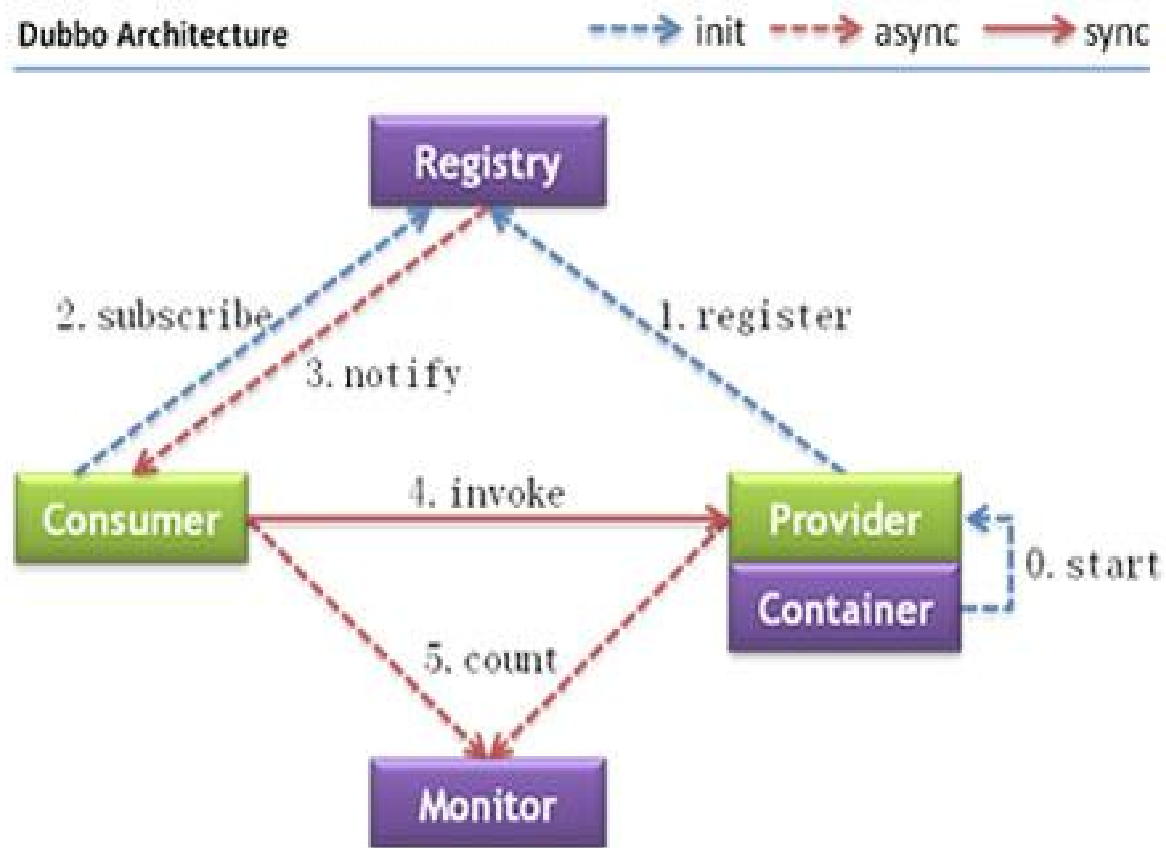 Dubbo Architecture
init
async
sync
Registry
2. subscribe
1. register
3. notify
4. invoke
Consumer
Provider
0. start
Container
5. count
Monitor